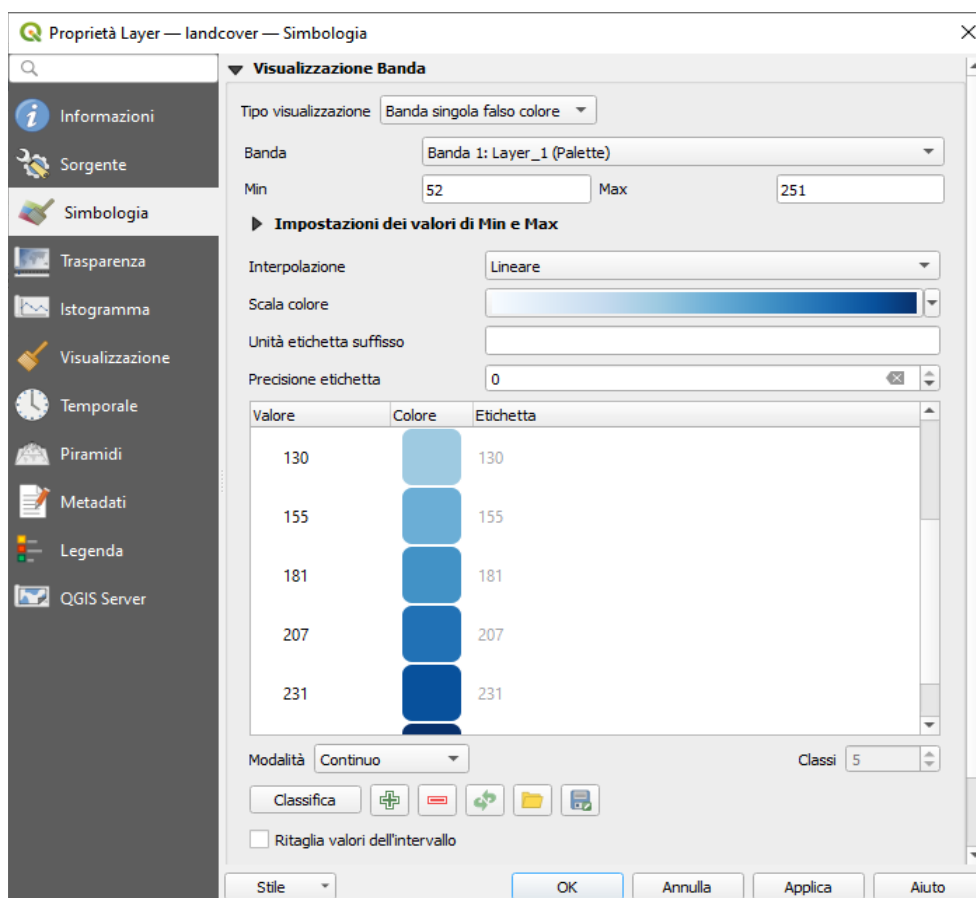 Proprietà Layer — landcover — Simbologia
Visualizzazione Banda
Informazioni
Sorgente
Simbologia
Trasparenza
Istogramma
Visualizzazione
Temporale
Piramidi
Metadati
Legenda
QGIS Server
Tipo visualizzazione Banda singola falso colore
Banda Banda 1: Layer_1 (Palette)
Min 52 Max 251
Impostazioni dei valori di Min e Max
Interpolazione Lineare
Scala colore
Unità etichetta suffisso
Precisione etichetta 0
Valore Colore Etichetta
130 130
155 155
181 181
207 207
231 231
Modalità Continuo Classi 5
Classifica
Ritaglia valori dell'intervallo
Stile OK Annulla Applica Aiuto